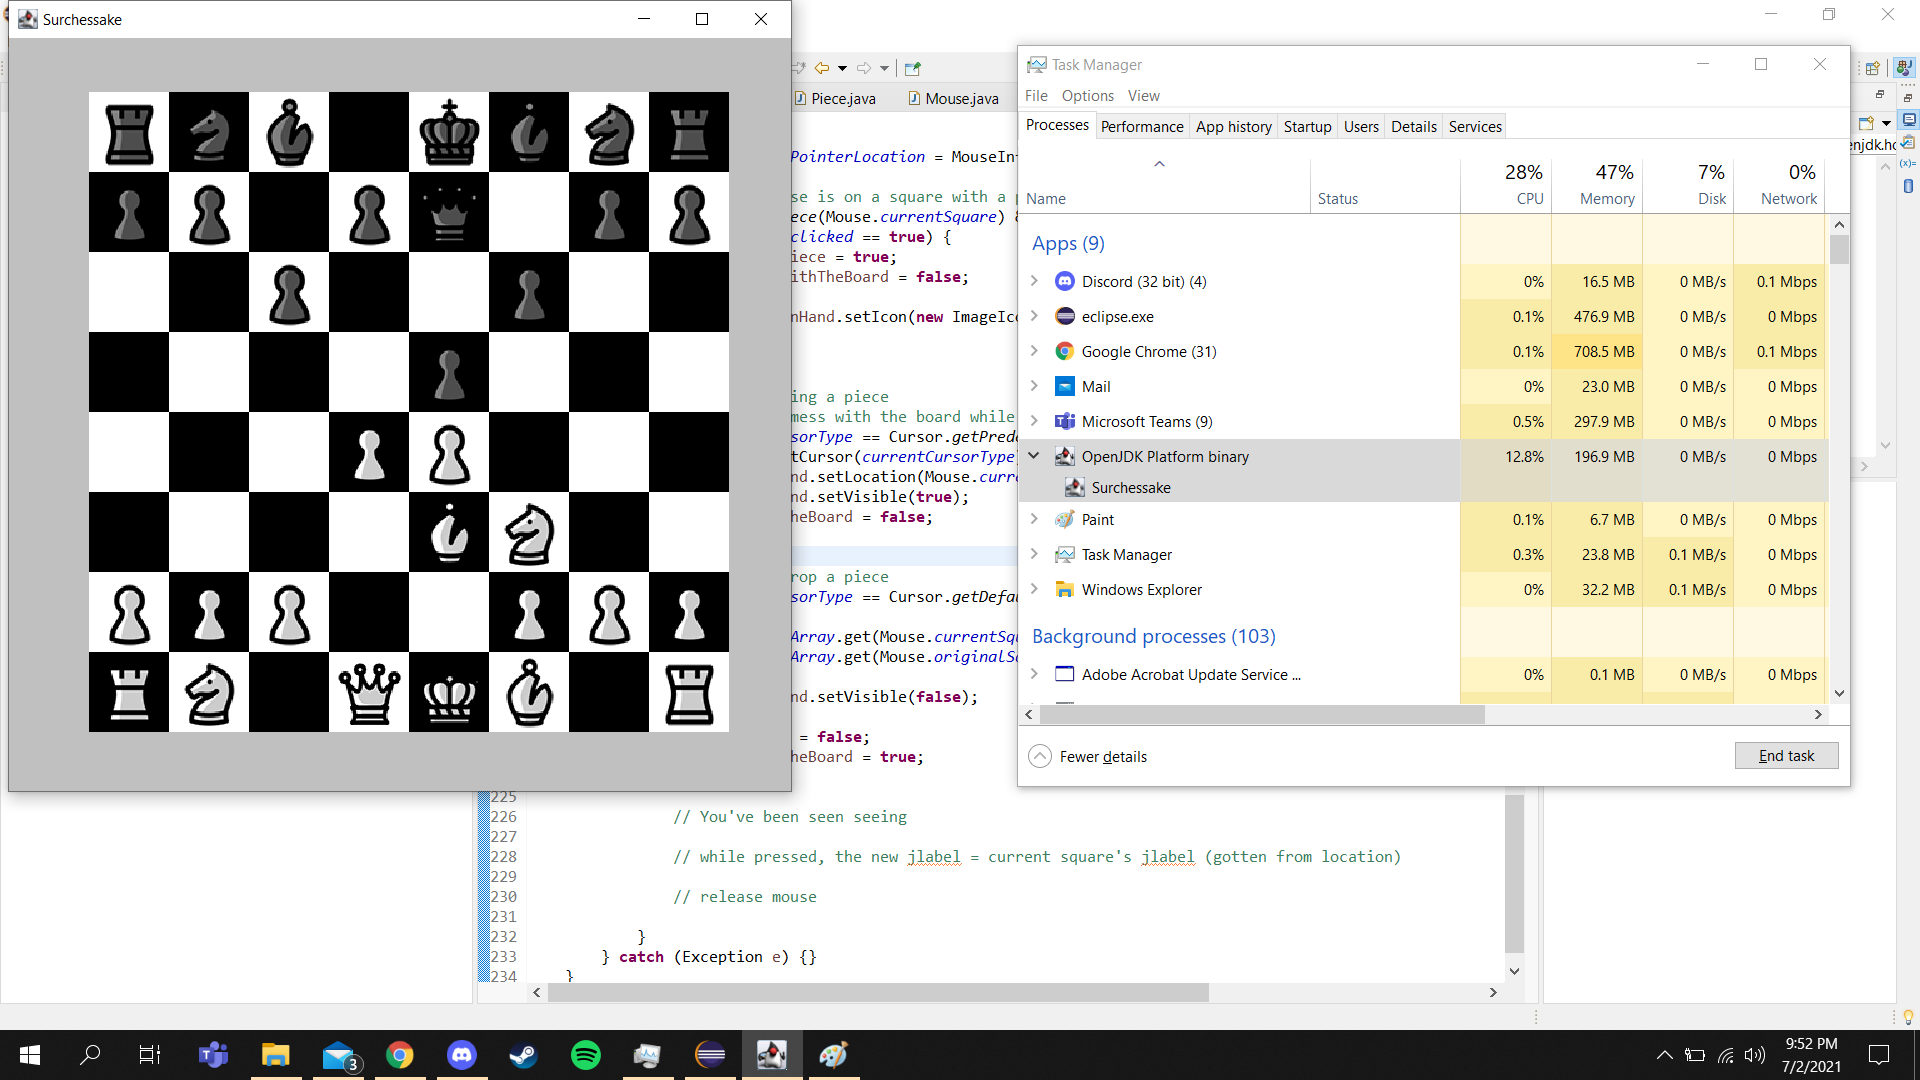 Surchessake
Piece.java
Mouse.java
PointerLocation = MouseInf
se is on a square with a p
ece(Mouse.currentSquare) &
clicked == true) {
iece = true;
ithTheBoard = false;
nHand.setIcon(new ImageIco
ing a piece
mess with the board while
sorType == Cursor.getPrede
tCursor(currentCursorType)
nd.setLocation(Mouse.curre
nd.setVisible(true);
heBoard = false;
rop a piece
sorType == Cursor.getDefau
Array.get(Mouse.currentSqu
Array.get(Mouse.originalSq
nd.setVisible(false);
= false;
heBoard = true;
225
226 // You've been seen seeing
227
228 // while pressed, the new jlabel = current square's jlabel (gotten from location)
229
230 // release mouse
231
232 }
233 } catch (Exception e) {}
234 }
Task Manager
File Options View
Processes Performance App history Startup Users Details Services
28% 47% 7% 0%
Name Status CPU Memory Disk Network
Apps (9)
Discord (32 bit) (4) 0% 16.5 MB 0 MB/s 0.1 Mbps
eclipse.exe 0.1% 476.9 MB 0 MB/s 0 Mbps
Google Chrome (31) 0.1% 708.5 MB 0 MB/s 0.1 Mbps
Mail 0% 23.0 MB 0 MB/s 0 Mbps
Microsoft Teams (9) 0.5% 297.9 MB 0 MB/s 0 Mbps
OpenJDK Platform binary 12.8% 196.9 MB 0 MB/s 0 Mbps
Surchessake
Paint 0.1% 6.7 MB 0 MB/s 0 Mbps
Task Manager 0.3% 23.8 MB 0.1 MB/s 0 Mbps
Windows Explorer 0% 32.2 MB 0.1 MB/s 0 Mbps
Background processes (103)
Adobe Acrobat Update Service ... 0% 0.1 MB 0 MB/s 0 Mbps
Fewer details
End task
enjdk.ho
(x)=
3
9:52 PM
7/2/2021